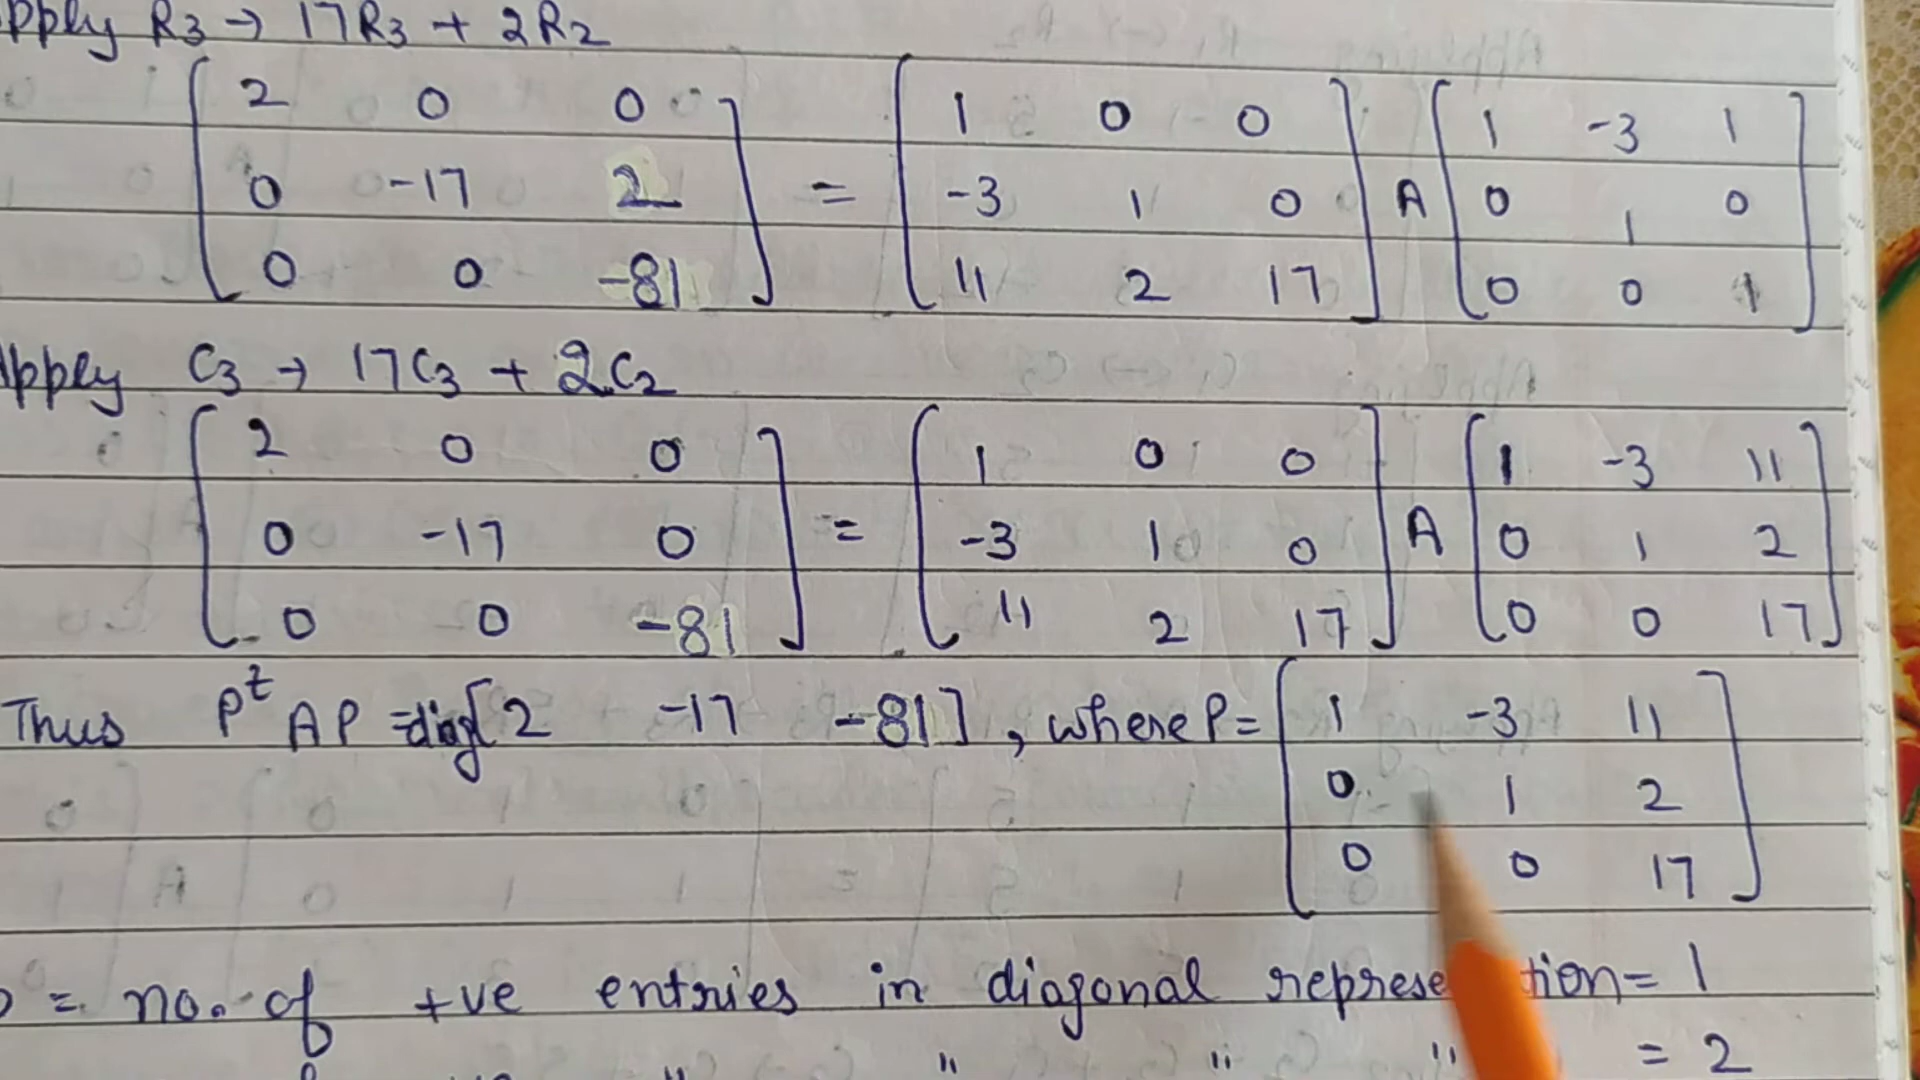 pply R3 → 17R3 + 2R2
[2 0 0
0 -17 2
0 0 -81] = [1 0 0
-3 1 0
11 2 17] A [1 -3 1
0 1 0
0 0 1]
Apply C3 → 17C3 + 2C2
[2 0 0
0 -17 0
0 0 -81] = [1 0 0
-3 1 0
11 2 17] A [1 -3 11
0 1 2
0 0 17]
Thus P^t AP = diag[2 -17 -81], where P = [1 -3 11
0 1 2
0 0 17]
= no. of +ve entries in diagonal representation = 1
" " " " = 2